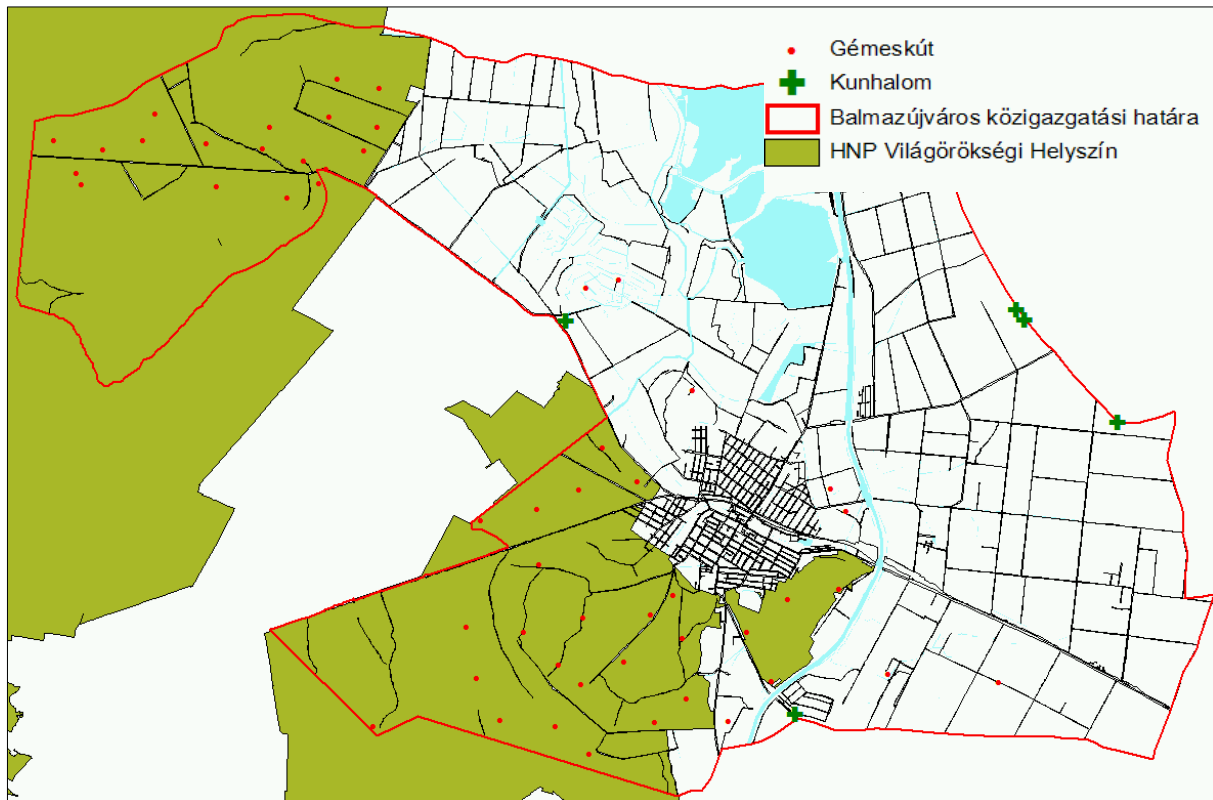 Gémeskút
Kunhalom
Balmazújváros közigazgatási határa
HNP Világörökségi Helyszín